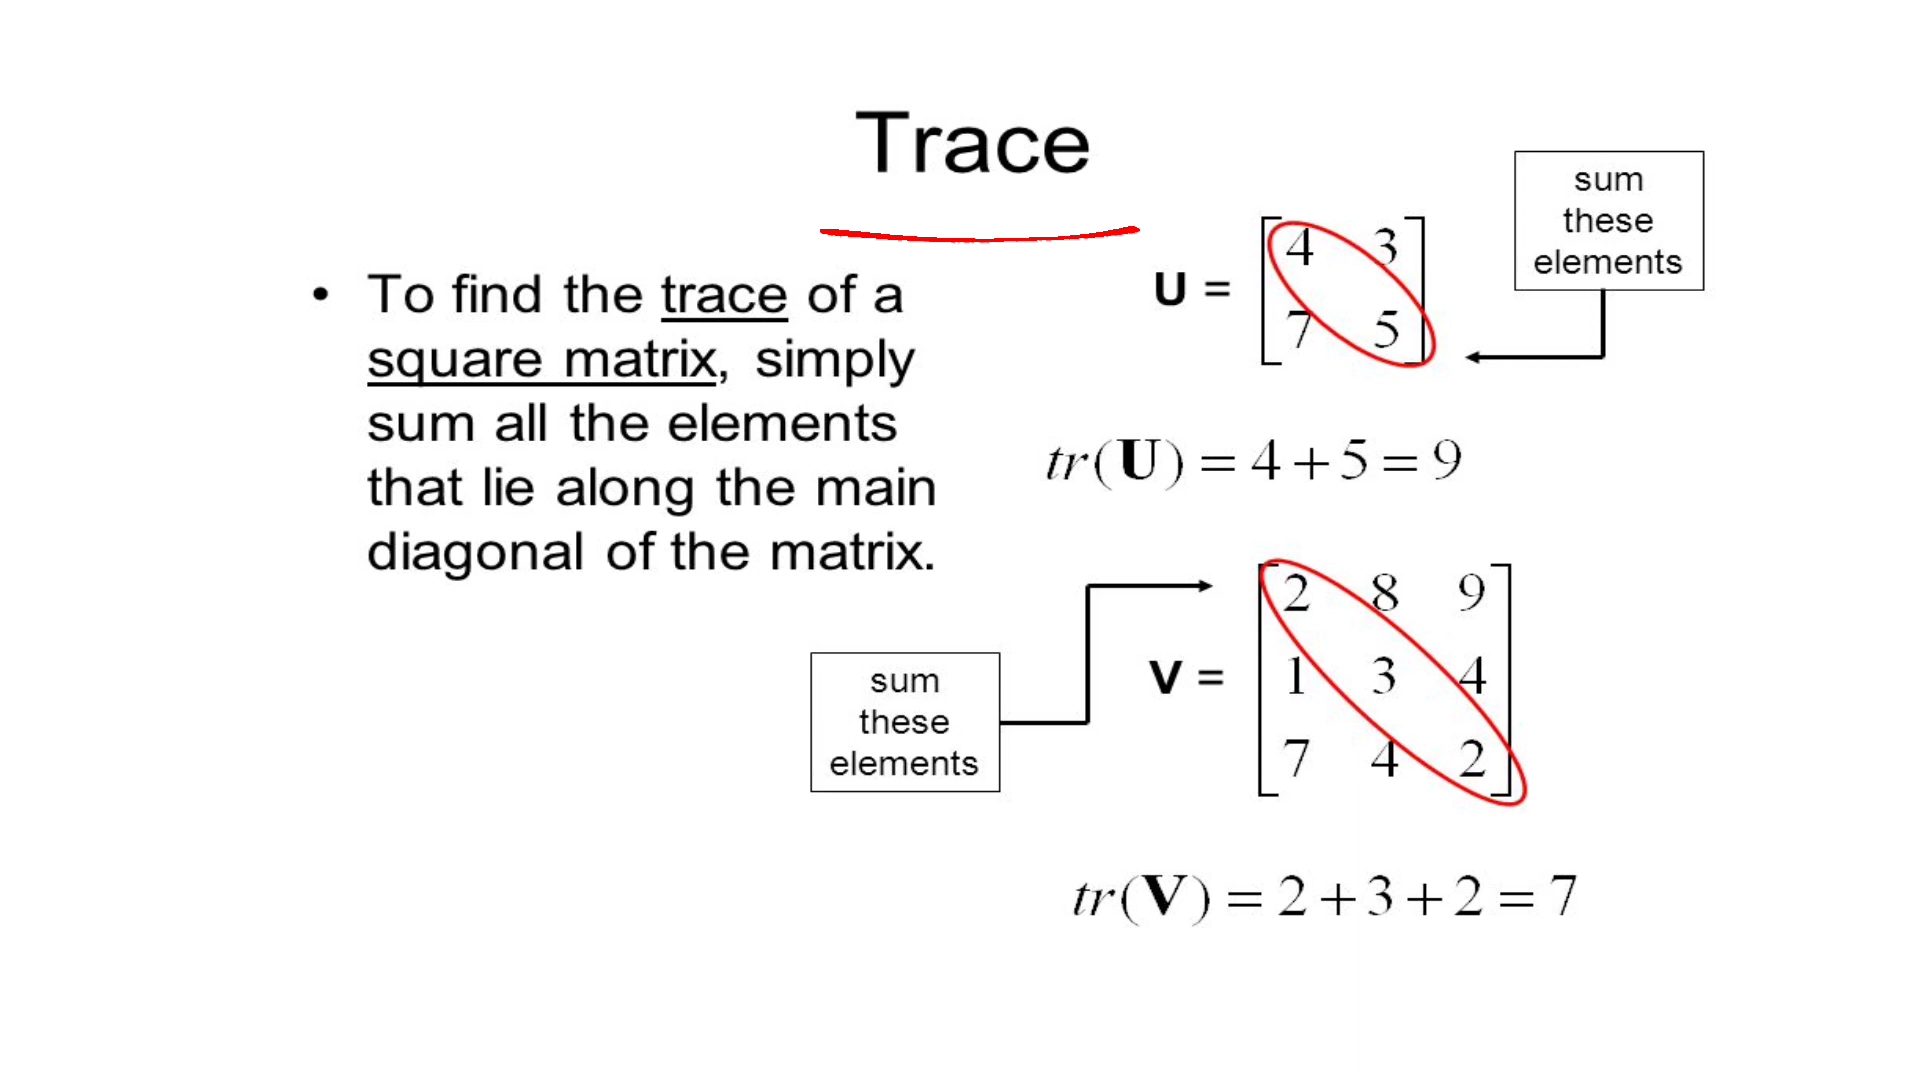 Trace
• To find the trace of a
square matrix, simply
sum all the elements
that lie along the main
diagonal of the matrix.
sum
these
elements
U =
4 3
7 5
tr(U) = 4 + 5 = 9
sum
these
elements
V =
2 8 9
1 3 4
7 4 2
tr(V) = 2 + 3 + 2 = 7